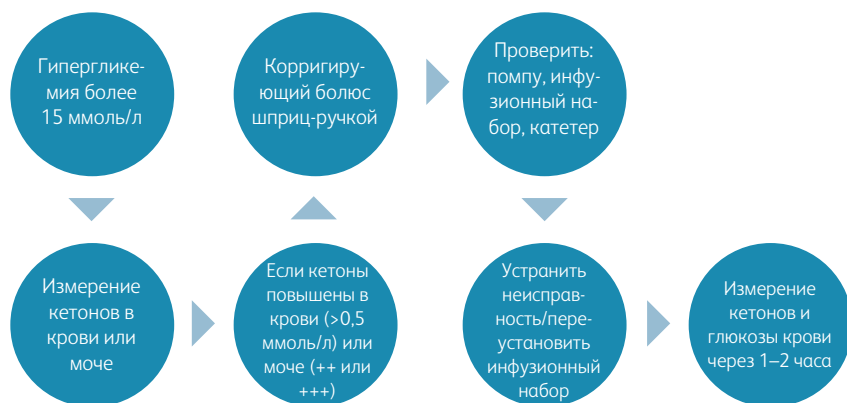 Гипергликe-
мия более
15 ммоль/л
Измерение
кетонов в
крови или
моче
Если кетоны
повышены в
крови (>0,5
ммоль/л) или
моче (++ или
+++)
Корригиру-
ющий болюс
шприц-ручкой
Проверить:
помпу, инфу-
зионный на-
бор, катетер
Устранить
неисправ-
ность/пере-
установить
инфузионный
набор
Измерение
кетонов и
глюкозы крови
через 1–2 часа